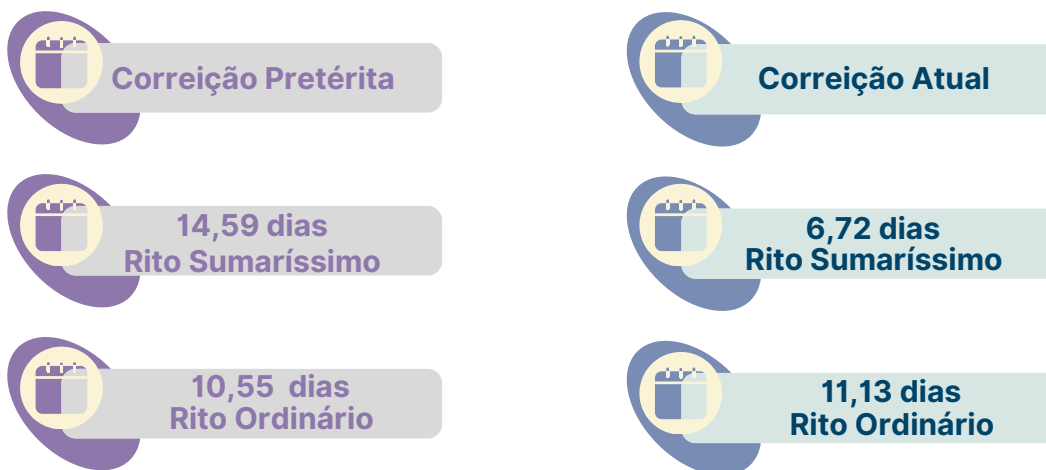 Correição Pretérita
14,59 dias
Rito Sumaríssimo
10,55 dias
Rito Ordinário
Correição Atual
6,72 dias
Rito Sumaríssimo
11,13 dias
Rito Ordinário